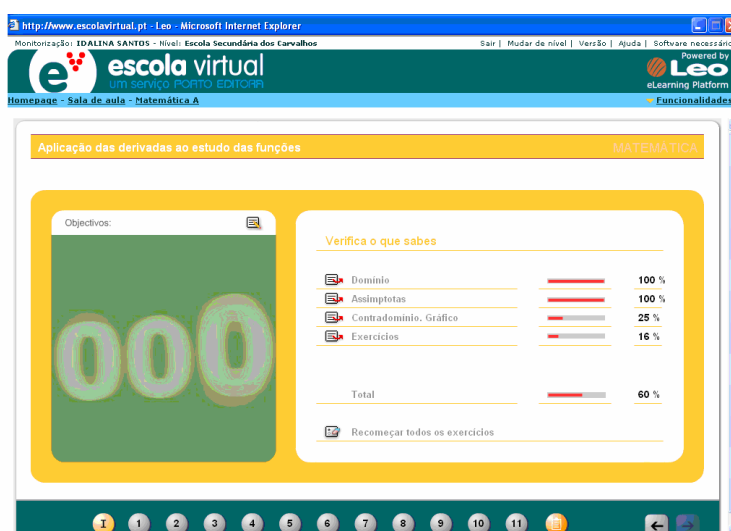 http://www.escolavirtual.pt - Leo - Microsoft Internet Explorer
Monitorização: IDALINA SANTOS - Nível: Escola Secundária dos Carvalhos
Sair | Mudar de nível | Versão | Ajuda | Software necessário
e escola virtual
um serviço PORTO EDITORA
Powered by
Leo
eLearning Platform
Homepage - Sala de aula - Matemática A
Funcionalidades
Aplicação das derivadas ao estudo das funções
MATEMÁTICA
Objectivos:
000
Verifica o que sabes
Domínio 100 %
Assimptotas 100 %
Contradomínio. Gráfico 25 %
Exercícios 16 %
Total 60 %
Recomeçar todos os exercícios
I 1 2 3 4 5 6 7 8 9 10 11